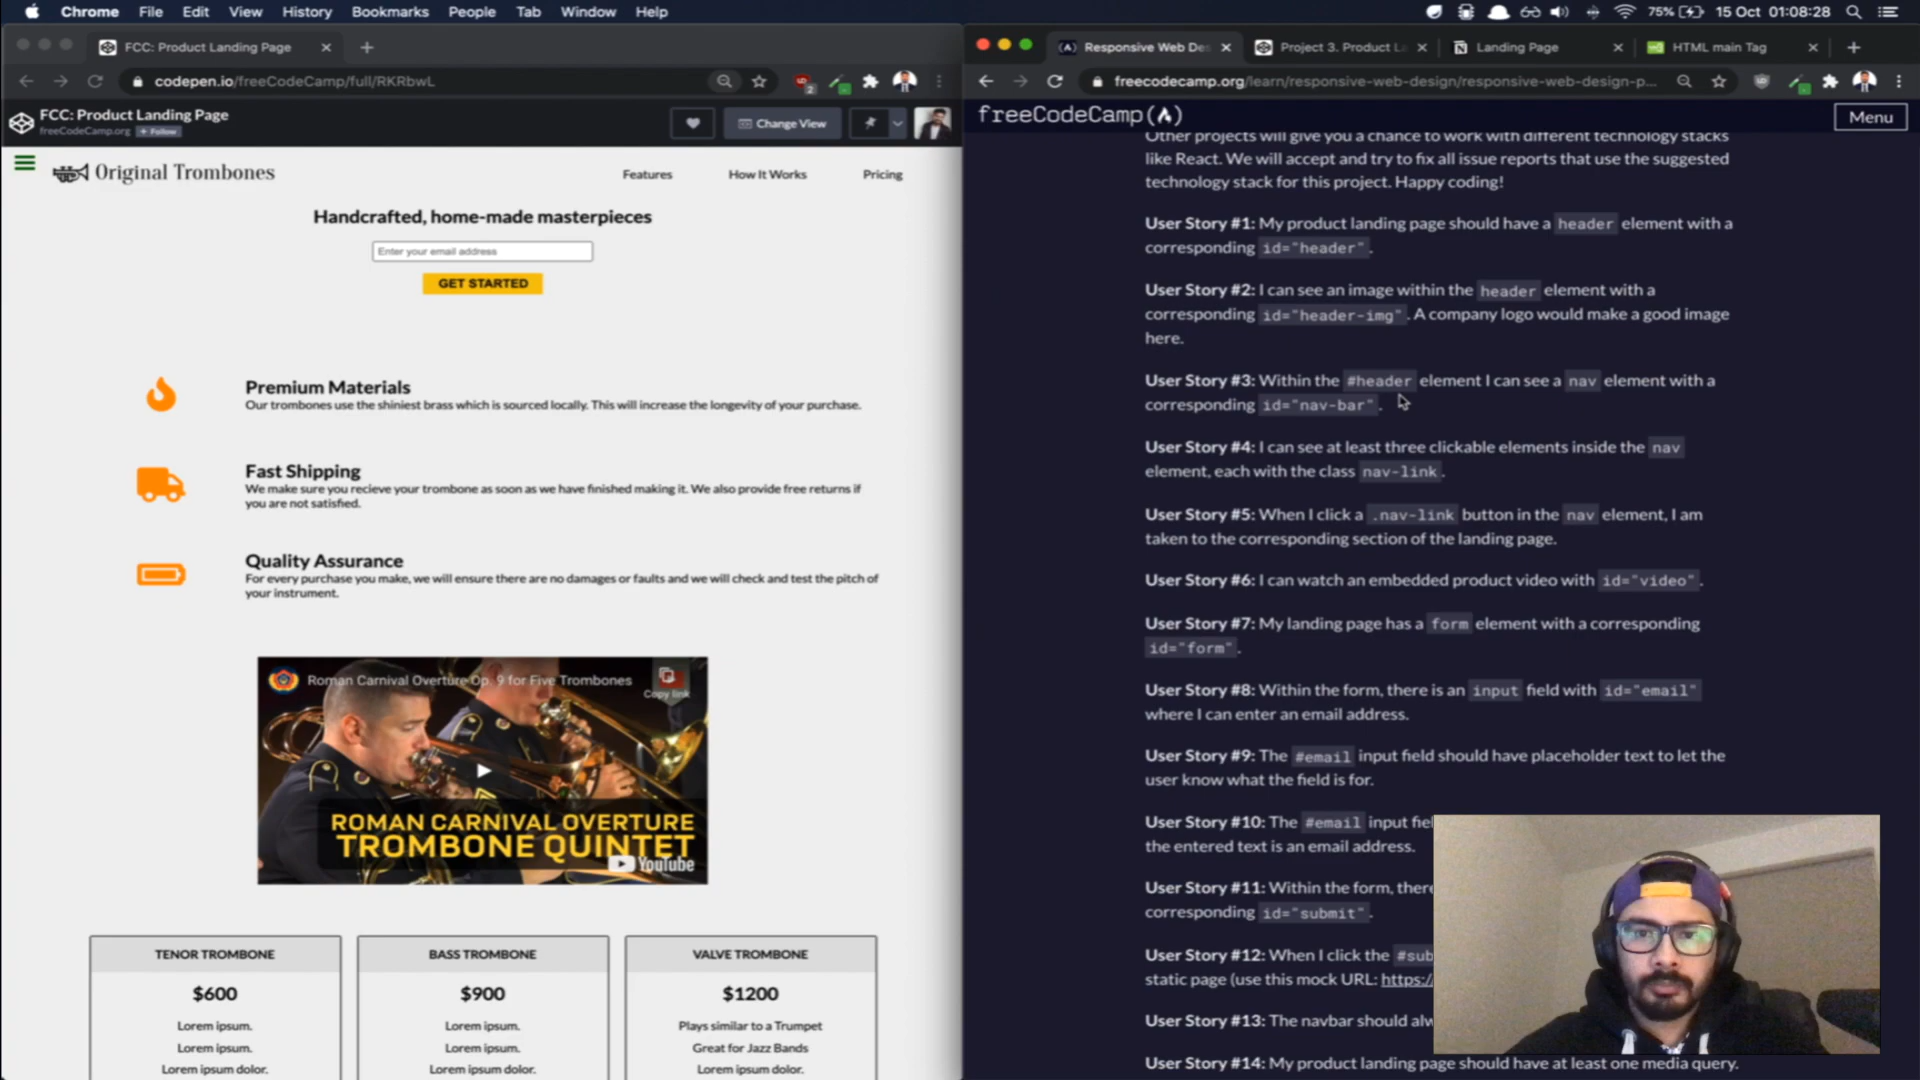 Chrome File Edit View History Bookmarks People Tab Window Help 75% 15 Oct 01:08:28
FCC: Product Landing Page
codepen.io/freeCodeCamp/full/RKRbwL
FCC: Product Landing Page
freeCodeCamp.org + Follow
Change View
Original Trombones
Features How It Works Pricing
Handcrafted, home-made masterpieces
Enter your email address
GET STARTED
Premium Materials
Our trombones use the shiniest brass which is sourced locally. This will increase the longevity of your purchase.
Fast Shipping
We make sure you recieve your trombone as soon as we have finished making it. We also provide free returns if
you are not satisfied.
Quality Assurance
For every purchase you make, we will ensure there are no damages or faults and we will check and test the pitch of
your instrument.
Roman Carnival Overture Op. 9 for Five Trombones
Copy link
ROMAN CARNIVAL OVERTURE
TROMBONE QUINTET
YouTube
TENOR TROMBONE
$600
Lorem ipsum.
Lorem ipsum.
Lorem ipsum dolor.
BASS TROMBONE
$900
Lorem ipsum.
Lorem ipsum.
Lorem ipsum dolor.
VALVE TROMBONE
$1200
Plays similar to a Trumpet
Great for Jazz Bands
Lorem ipsum dolor.
Responsive Web Des
Project 3. Product La
Landing Page
HTML main Tag
freecodecamp.org/learn/responsive-web-design/responsive-web-design-p...
freeCodeCamp(
Menu
Other projects will give you a chance to work with different technology stacks
like React. We will accept and try to fix all issue reports that use the suggested
technology stack for this project. Happy coding!
User Story #1: My product landing page should have a header element with a
corresponding id="header".
User Story #2: I can see an image within the header element with a
corresponding id="header-img". A company logo would make a good image
here.
User Story #3: Within the #header element I can see a nav element with a
corresponding id="nav-bar".
User Story #4: I can see at least three clickable elements inside the nav
element, each with the class nav-link.
User Story #5: When I click a .nav-link button in the nav element, I am
taken to the corresponding section of the landing page.
User Story #6: I can watch an embedded product video with id="video".
User Story #7: My landing page has a form element with a corresponding
id="form".
User Story #8: Within the form, there is an input field with id="email"
where I can enter an email address.
User Story #9: The #email input field should have placeholder text to let the
user know what the field is for.
User Story #10: The #email input fiel
the entered text is an email address.
User Story #11: Within the form, there
corresponding id="submit".
User Story #12: When I click the #sub
static page (use this mock URL: https:/
User Story #13: The navbar should alw
User Story #14: My product landing page should have at least one media query.